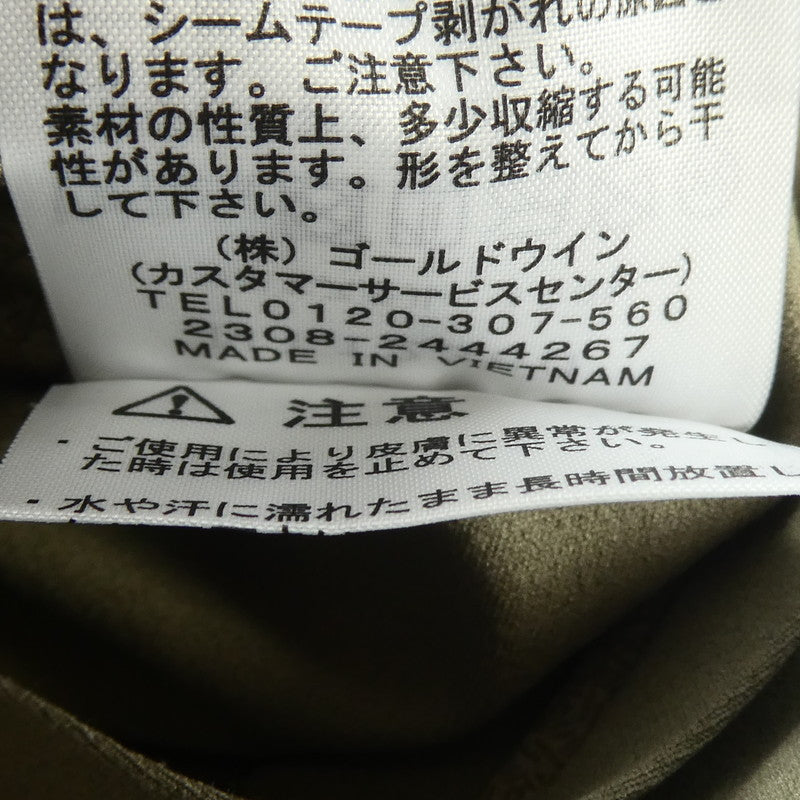 は、シームテープ剥がれの原因と
なります。ご注意下さい。
素材の性質上、多少収縮する可能
性があります。形を整えてから干
して下さい。
(株) ゴールドウイン
(カスタマーサービスセンター)
TEL0120-307-560
2308-2444267
MADE IN VIETNAM
注意
・ご使用により皮膚に異常が発生し
た時は使用を止めて下さい。
・水や汗に濡れたまま長時間放置し